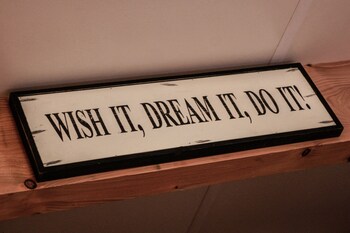 WISH IT, DREAM IT, DO IT!